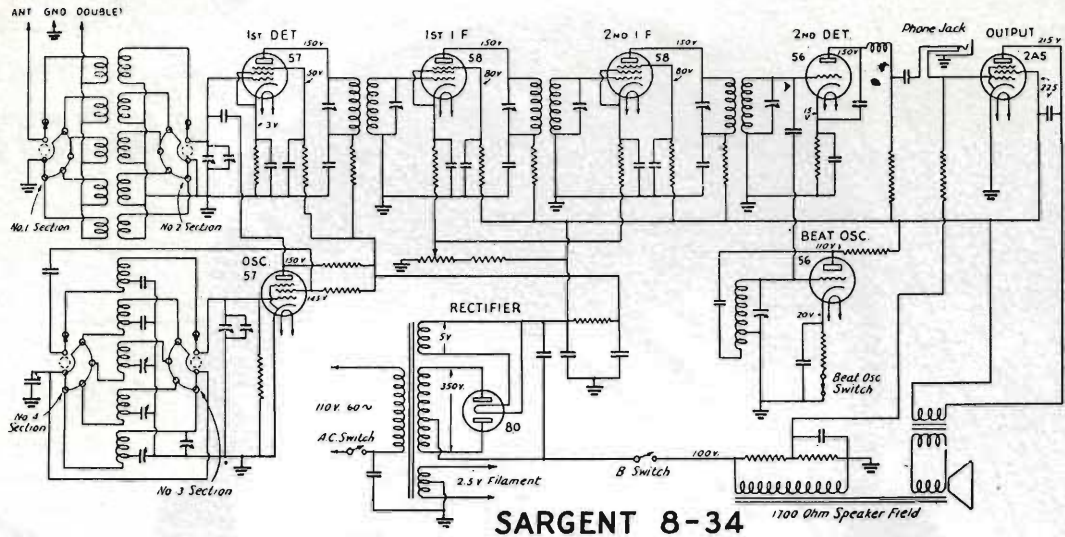 ANT GND DOUBLET
1ST DET
57
150V
50V
.3V
1ST I F
58
150V
80V
2ND I F
58
150V
80V
2ND DET.
56
150V
15
V
Phone Jack
OUTPUT
2A5
215V
225
No.1 Section
No 2 Section
OSC.
57
150V
145V
BEAT OSC.
110V
56
20V
Beat Osc
Switch
RECTIFIER
5V
350V.
80
110V. 60~
A.C. Switch
2.5V Filament
B Switch
100V.
No 4
Section
No 3 Section
1700 Ohm Speaker Field
SARGENT 8-34